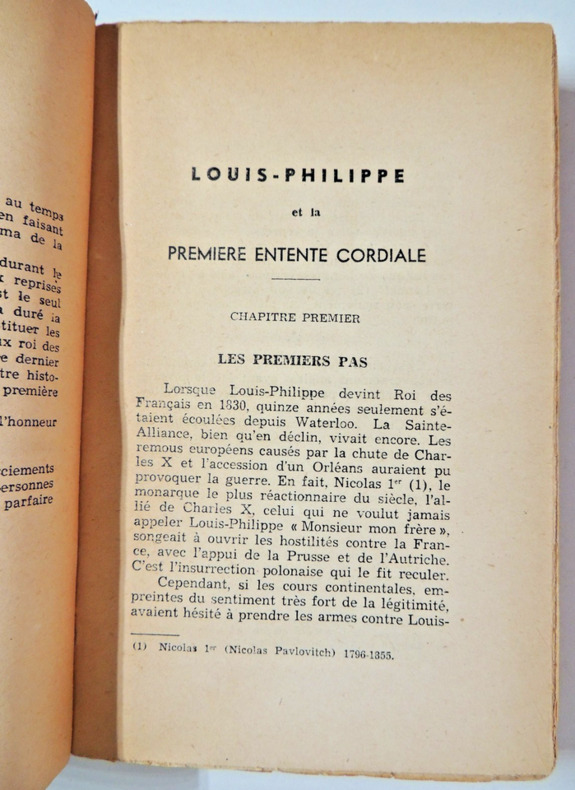 au temps
en faisant
ma de la
durant le
reprises
st le seul
a duré la
tituer les
ux roi des
e dernier
tre histo-
première
l'honneur
ciements
personnes
parfaire
LOUIS-PHILIPPE
et la
PREMIERE ENTENTE CORDIALE
CHAPITRE PREMIER
LES PREMIERS PAS
Lorsque Louis-Philippe devint Roi des
Français en 1830, quinze années seulement s'é-
taient écoulées depuis Waterloo. La Sainte-
Alliance, bien qu'en déclin, vivait encore. Les
remous européens causés par la chute de Char-
les X et l'accession d'un Orléans auraient pu
provoquer la guerre. En fait, Nicolas 1er (1), le
monarque le plus réactionnaire du siècle, l'al-
lié de Charles X, celui qui ne voulut jamais
appeler Louis-Philippe « Monsieur mon frère »,
songeait à ouvrir les hostilités contre la Fran-
ce, avec l'appui de la Prusse et de l'Autriche.
C'est l'insurrection polonaise qui le fit reculer.
Cependant, si les cours continentales, em-
preintes du sentiment très fort de la légitimité,
avaient hésité à prendre les armes contre Louis-
(1) Nicolas 1er (Nicolas Pavlovitch) 1796-1855.